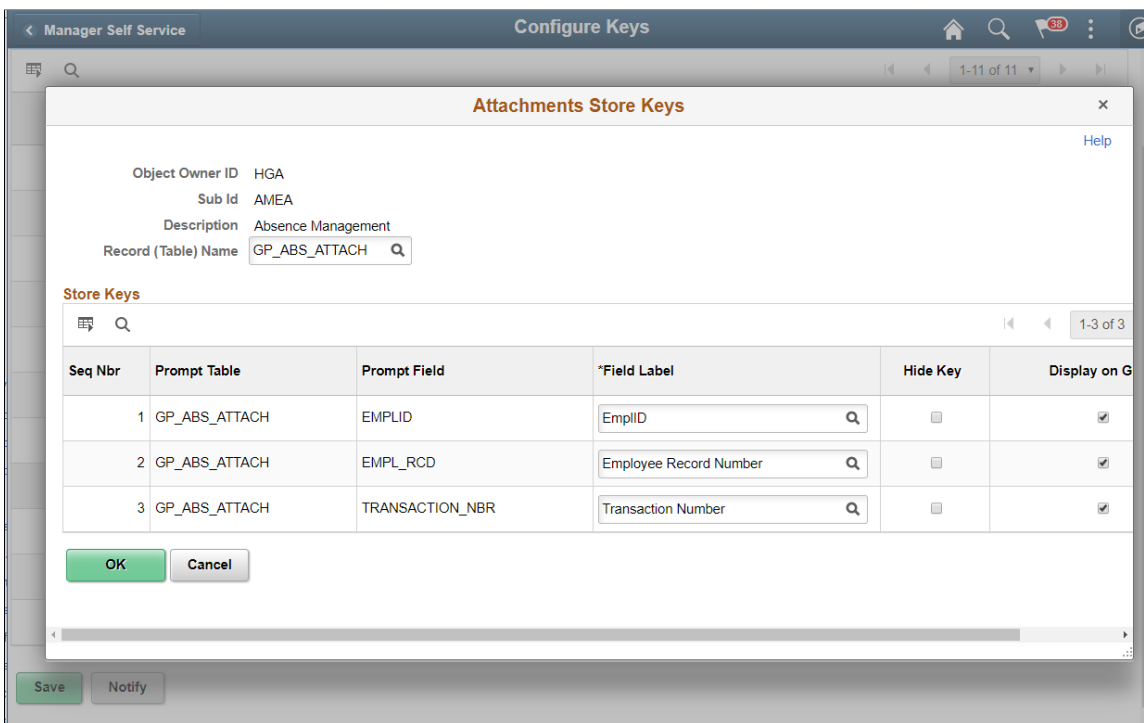 Manager Self Service Configure Keys 38
1-11 of 11
Attachments Store Keys ×
Help
Object Owner ID HGA
Sub Id AMEA
Description Absence Management
Record (Table) Name GP_ABS_ATTACH
Store Keys
1-3 of 3
Seq Nbr Prompt Table Prompt Field *Field Label Hide Key Display on G
1 GP_ABS_ATTACH EMPLID EmplID
2 GP_ABS_ATTACH EMPL_RCD Employee Record Number
3 GP_ABS_ATTACH TRANSACTION_NBR Transaction Number
OK Cancel
Save Notify